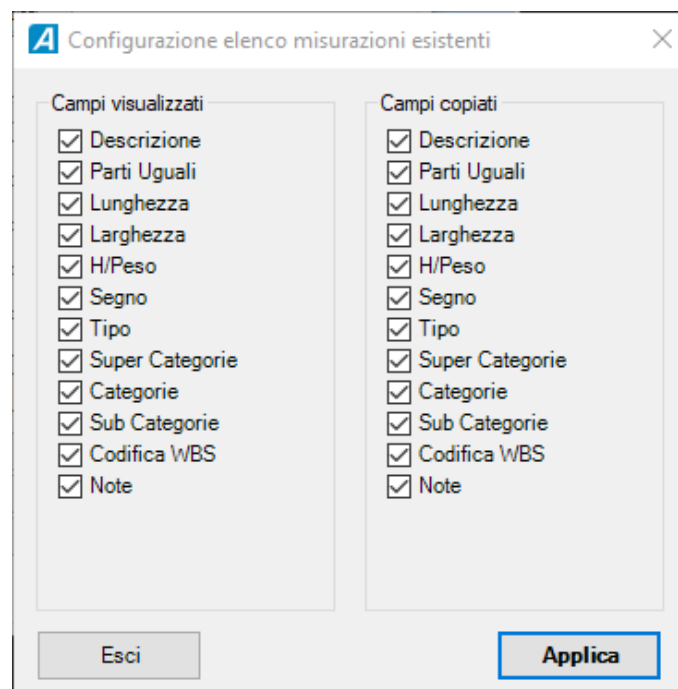 Configurazione elenco misurazioni esistenti
Campi visualizzati
Descrizione
Parti Uguali
Lunghezza
Larghezza
H/Peso
Segno
Tipo
Super Categorie
Categorie
Sub Categorie
Codifica WBS
Note
Campi copiati
Descrizione
Parti Uguali
Lunghezza
Larghezza
H/Peso
Segno
Tipo
Super Categorie
Categorie
Sub Categorie
Codifica WBS
Note
Esci
Applica